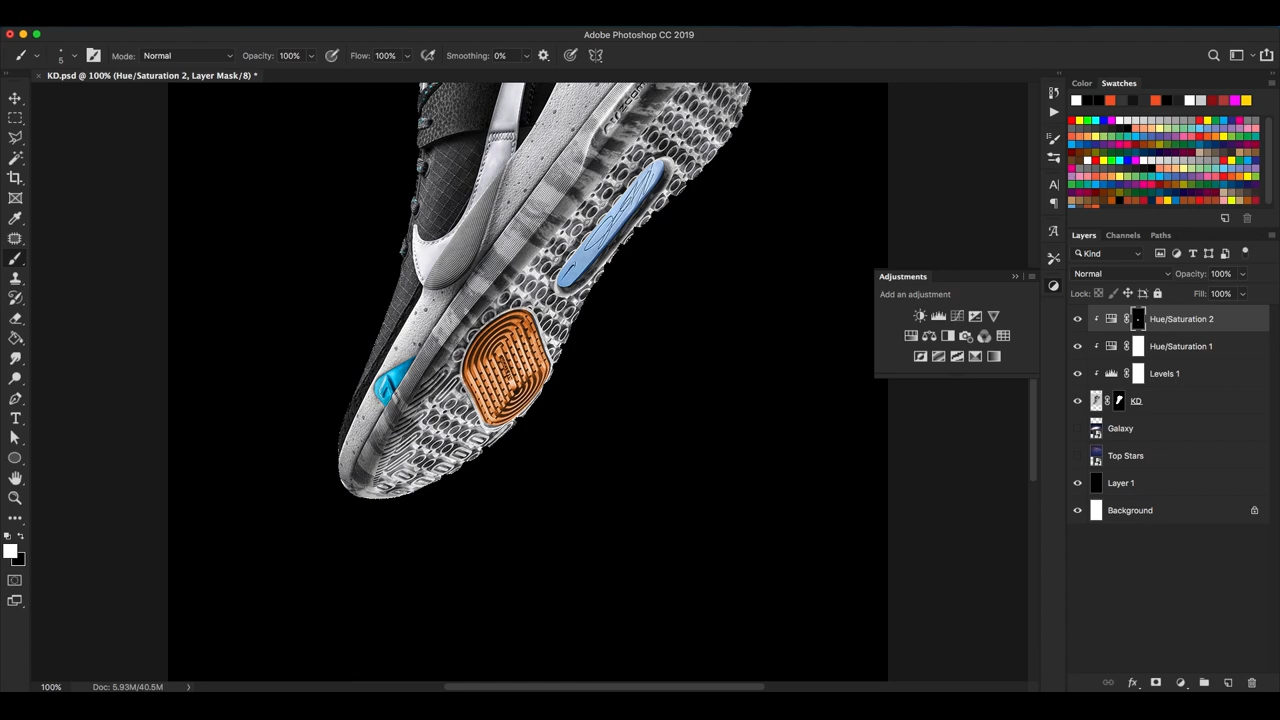 Adobe Photoshop CC 2019
5
Mode: Normal
Opacity: 100%
Flow: 100%
Smoothing: 0%
× KD.psd @ 100% (Hue/Saturation 2, Layer Mask/8) *
Color Swatches
Layers Channels Paths
Kind
Normal
Opacity: 100%
Lock:
Fill: 100%
Hue/Saturation 2
Hue/Saturation 1
Levels 1
KD
Galaxy
Top Stars
Layer 1
Background
Adjustments
Add an adjustment
100% Doc: 5.93M/40.5M